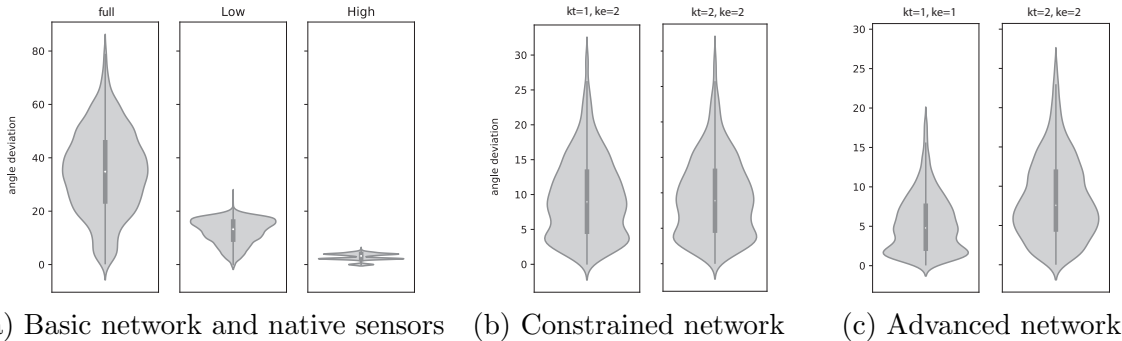 full
Low
High
angle deviation
80
60
40
20
0
) Basic network and native sensors
kt=1, ke=2
kt=2, ke=2
angle deviation
30
25
20
15
10
5
0
(b) Constrained network
kt=1, ke=1
kt=2, ke=2
30
25
20
15
10
5
0
(c) Advanced network